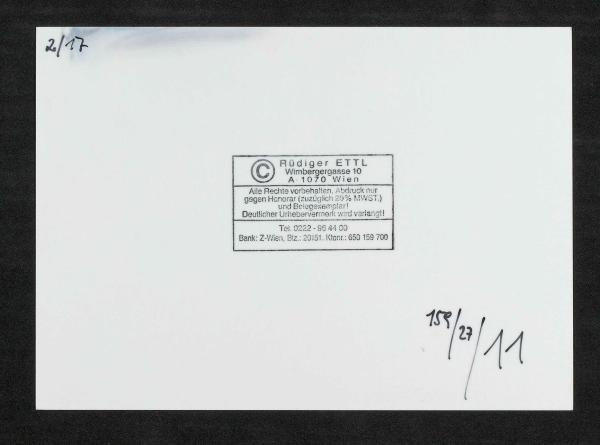 2/17
© Rüdiger ETTL
Wimbergergasse 10
A-1070 Wien
Alle Rechte vorbehalten. Abdruck nur
gegen Honorar (zuzüglich 20% MWST.)
und Belegexemplar!
Deutlicher Urhebervermerk wird verlangt!
Tel. 0222 - 96 44 00
Bank: Z-Wien, Blz.: 20151, Ktonr.: 650 159 700
159/27/11